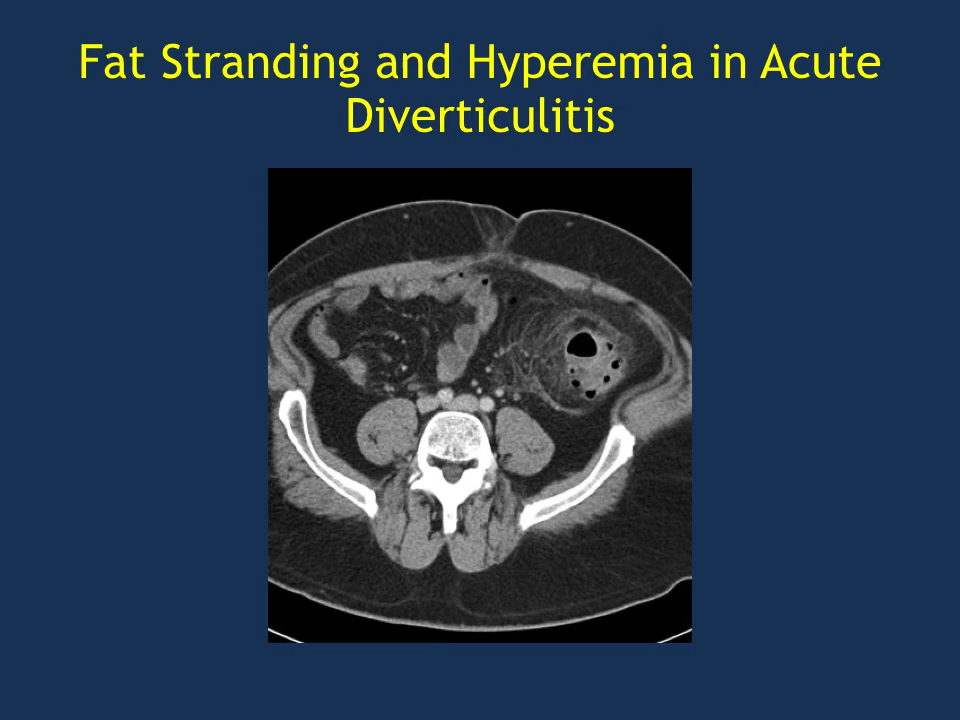 Fat Stranding and Hyperemia in Acute
Diverticulitis